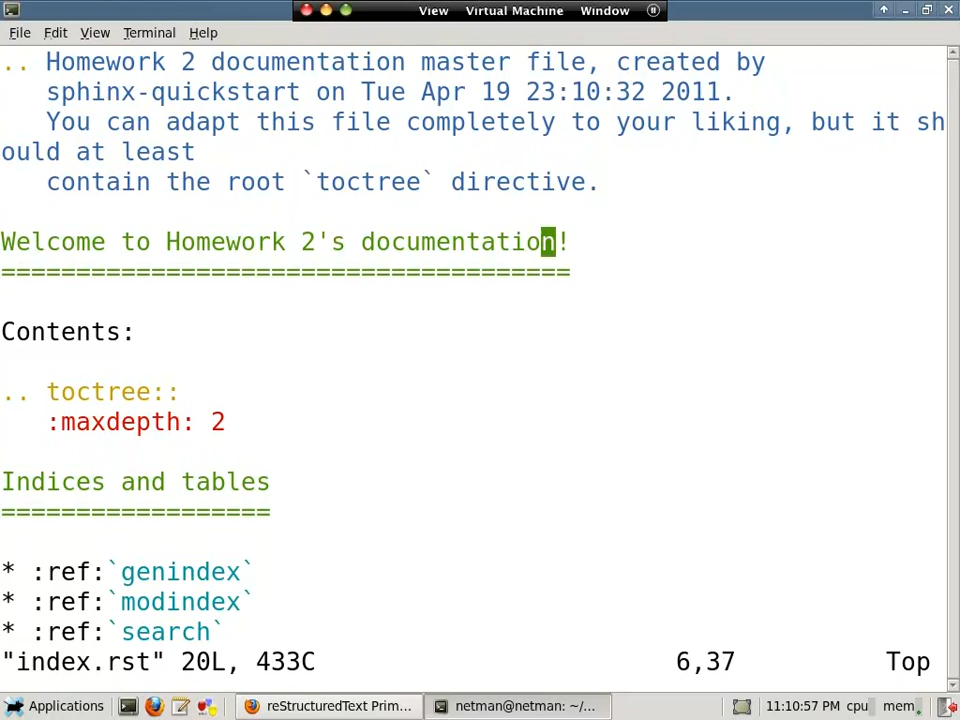 View Virtual Machine Window
File Edit View Terminal Help
.. Homework 2 documentation master file, created by
sphinx-quickstart on Tue Apr 19 23:10:32 2011.
You can adapt this file completely to your liking, but it sh
ould at least
contain the root `toctree` directive.
Welcome to Homework 2's documentation!
======================================
Contents:
.. toctree::
:maxdepth: 2
Indices and tables
==================
* :ref:`genindex`
* :ref:`modindex`
* :ref:`search`
"index.rst" 20L, 433C 6,37 Top
Applications reStructuredText Prim... netman@netman: ~/... 11:10:57 PM cpu mem